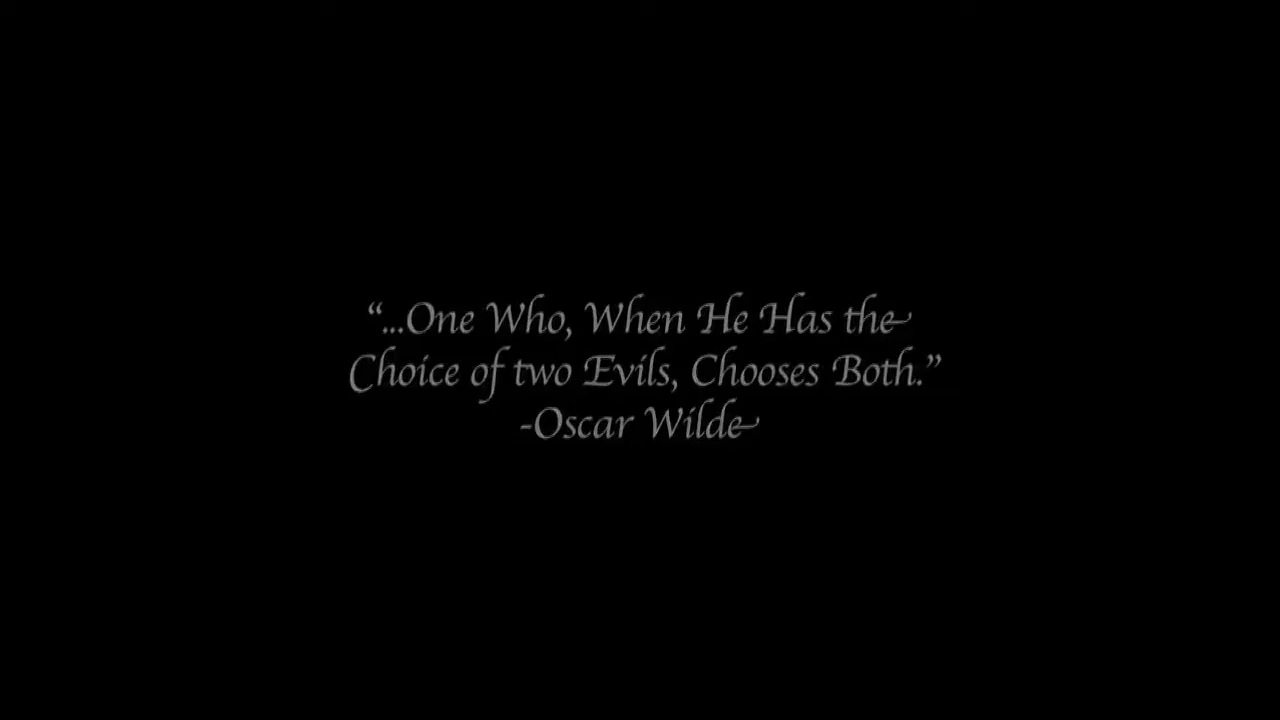 “...One Who, When He Has the
Choice of two Evils, Chooses Both.”
-Oscar Wilde